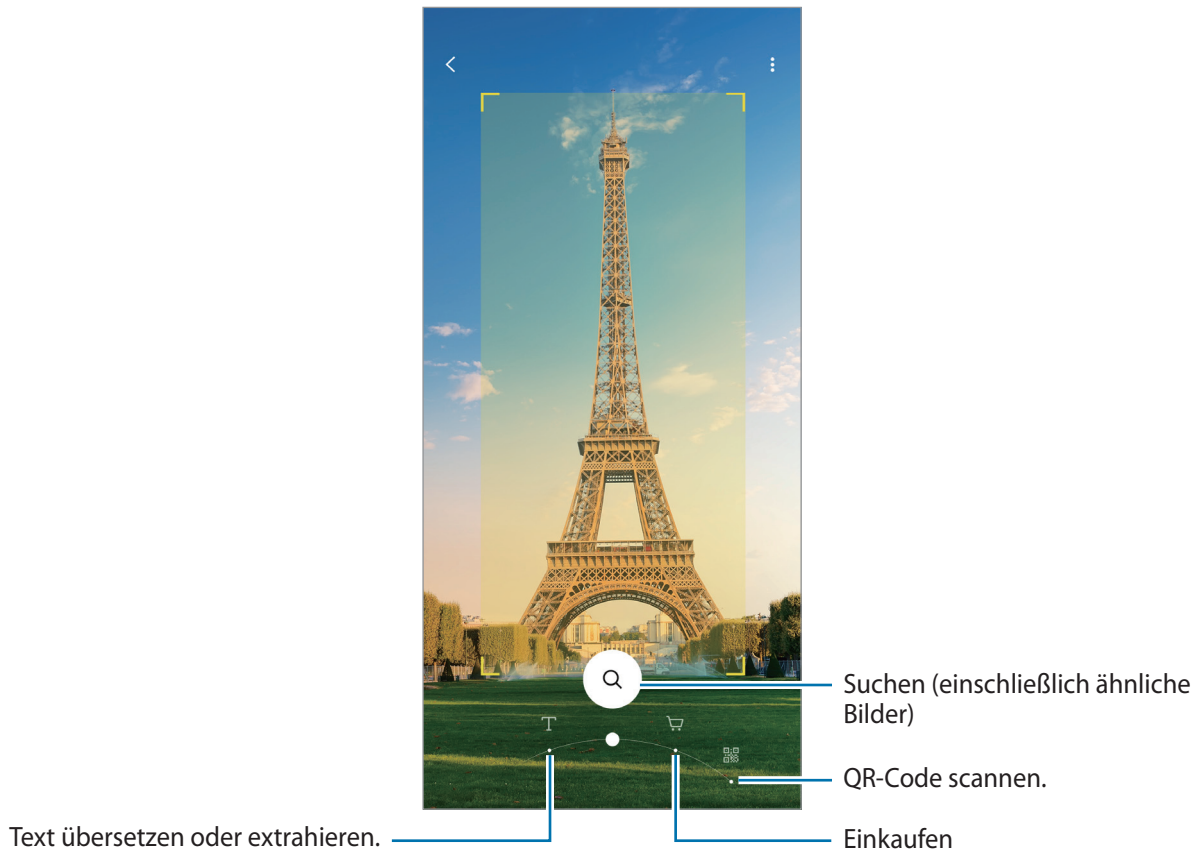 Suchen (einschließlich ähnliche
Bilder)
QR-Code scannen.
Text übersetzen oder extrahieren.
Einkaufen